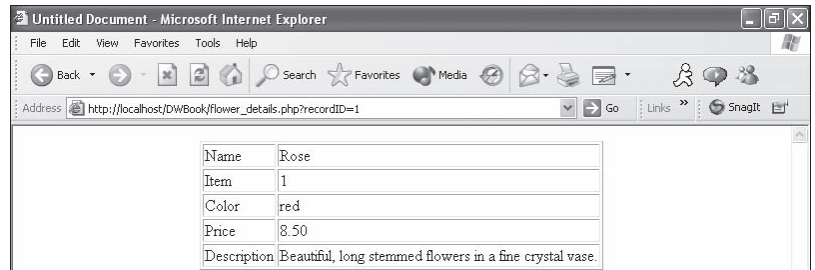 Untitled Document - Microsoft Internet Explorer
File Edit View Favorites Tools Help
Back Search Favorites Media
Address http://localhost/DWBook/flower_details.php?recordID=1 Go Links » SnagIt
Name Rose
Item 1
Color red
Price 8.50
Description Beautiful, long stemmed flowers in a fine crystal vase.